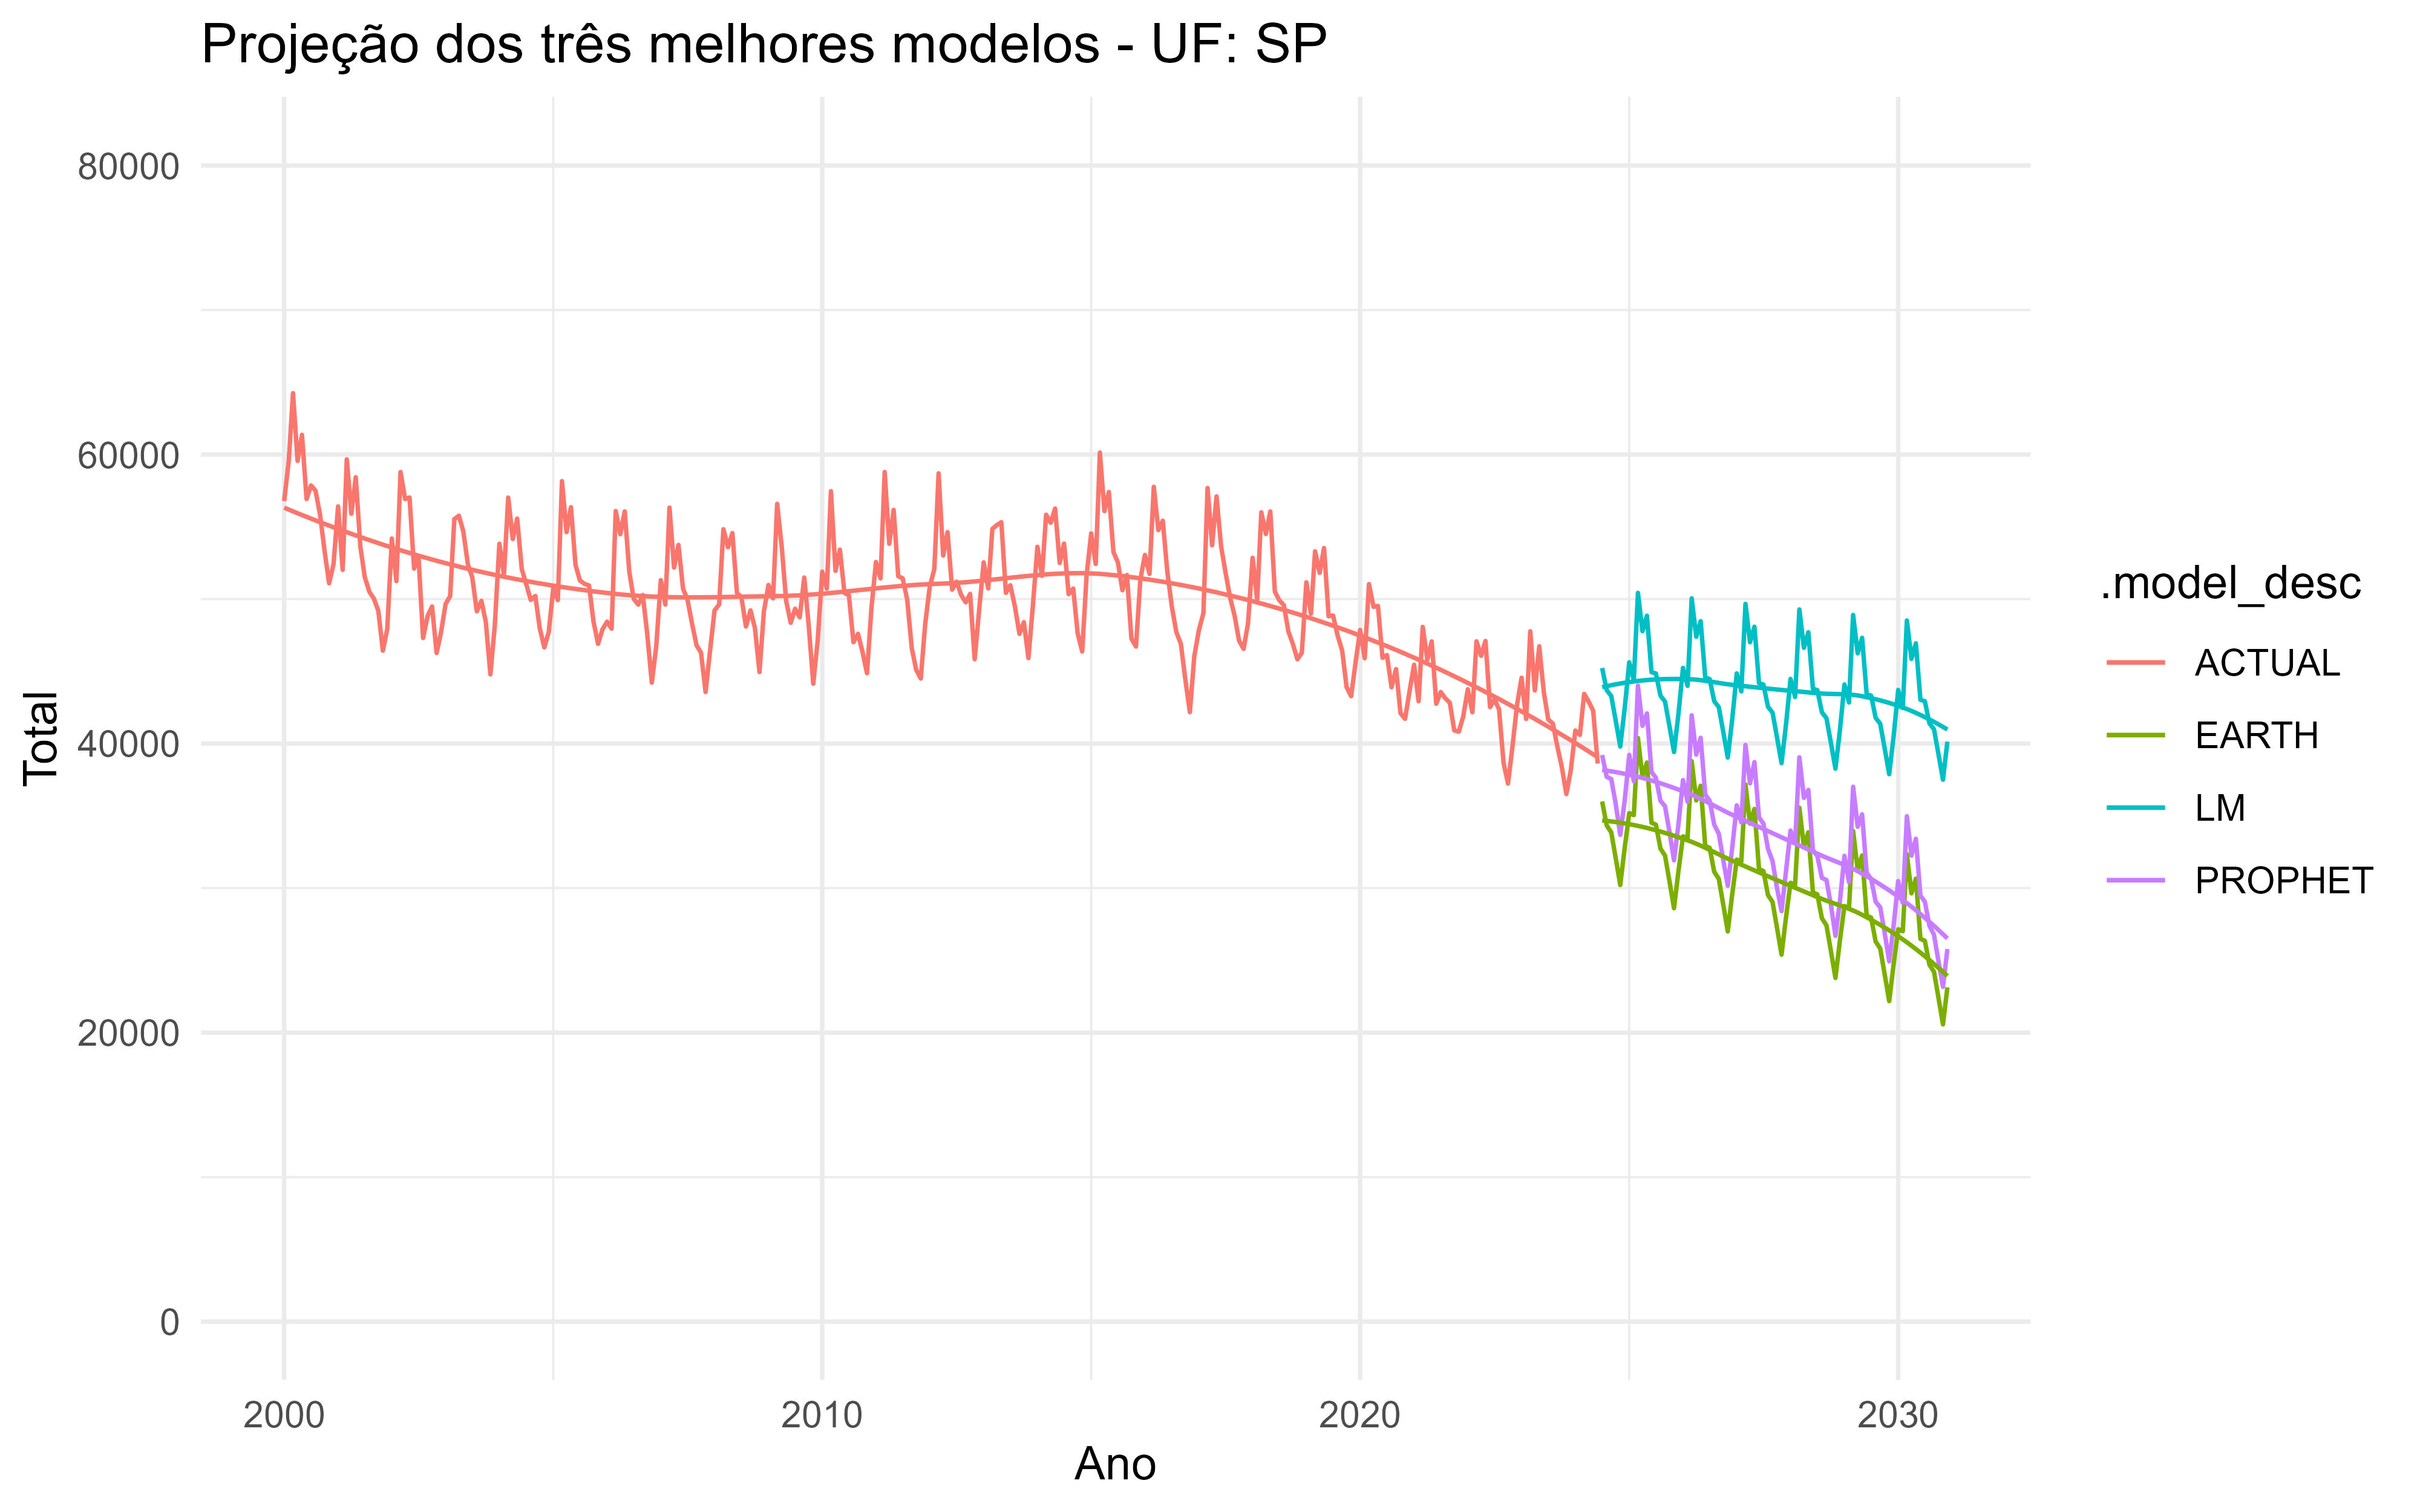 Projeção dos três melhores modelos - UF: SP
Total
80000
60000
40000
20000
0
2000
2010
2020
2030
Ano
.model_desc
ACTUAL
EARTH
LM
PROPHET